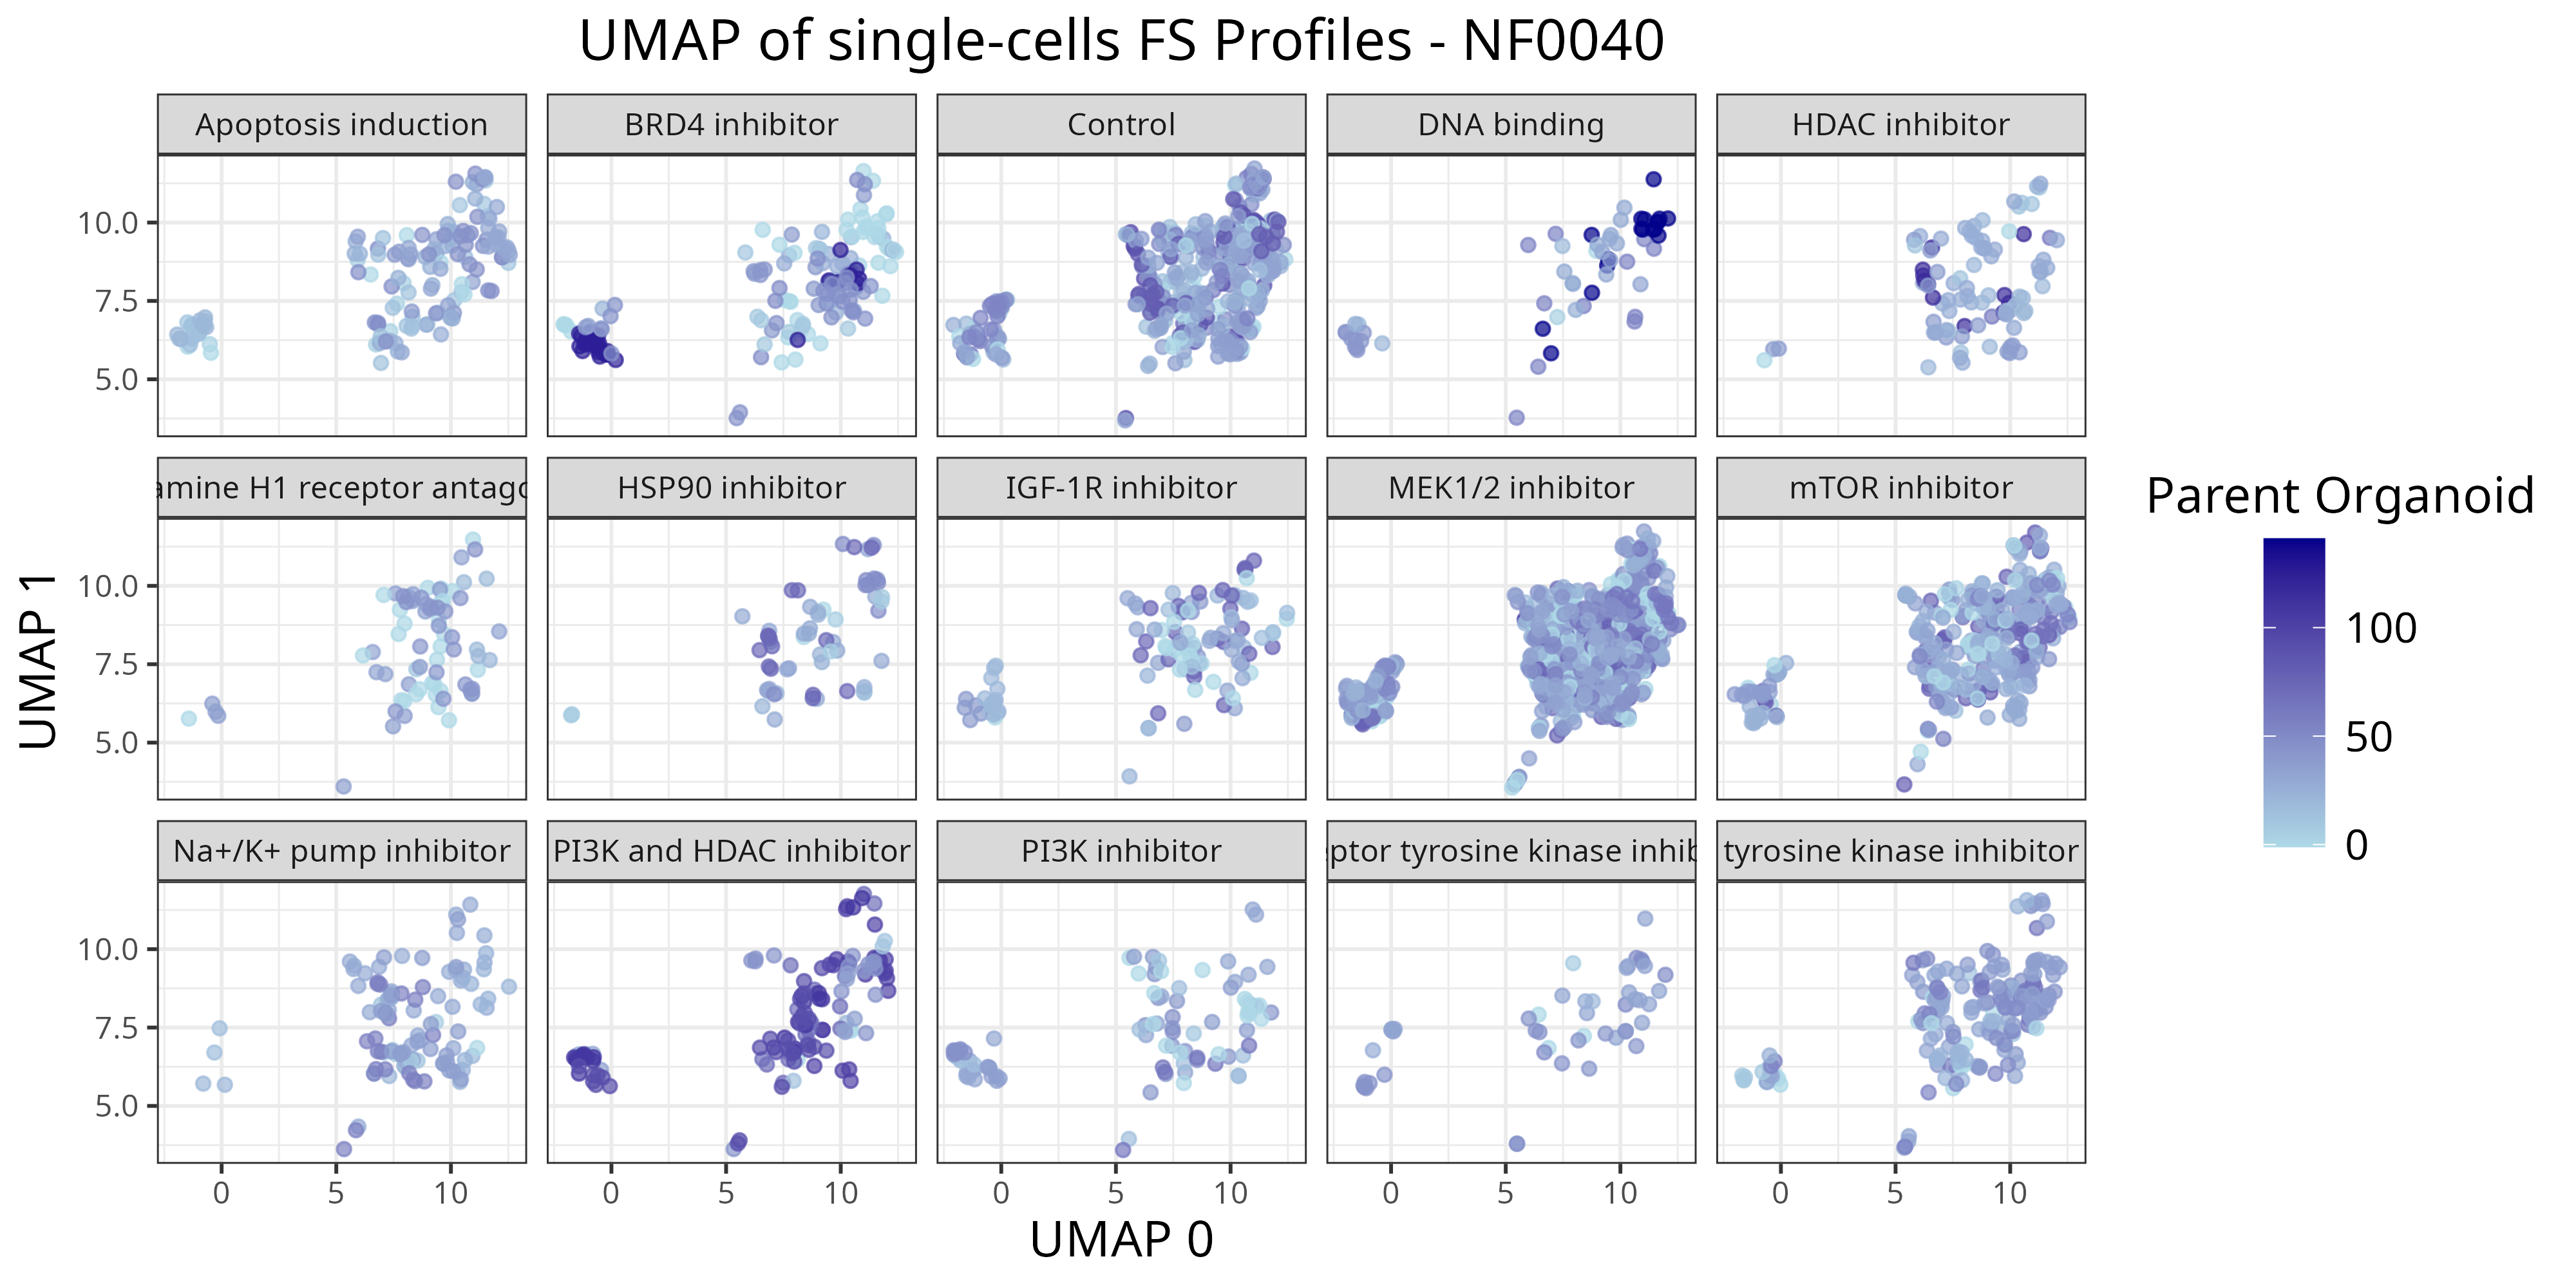 UMAP of single-cells FS Profiles - NF0040
Apoptosis induction
BRD4 inhibitor
Control
DNA binding
HDAC inhibitor
10.0
7.5
5.0
amine H1 receptor antago
HSP90 inhibitor
IGF-1R inhibitor
MEK1/2 inhibitor
mTOR inhibitor
10.0
7.5
5.0
Na+/K+ pump inhibitor
PI3K and HDAC inhibitor
PI3K inhibitor
eptor tyrosine kinase inhib
tyrosine kinase inhibitor
10.0
7.5
5.0
0 5 10
0 5 10
0 5 10
0 5 10
0 5 10
UMAP 0
UMAP 1
Parent Organoid
100
50
0